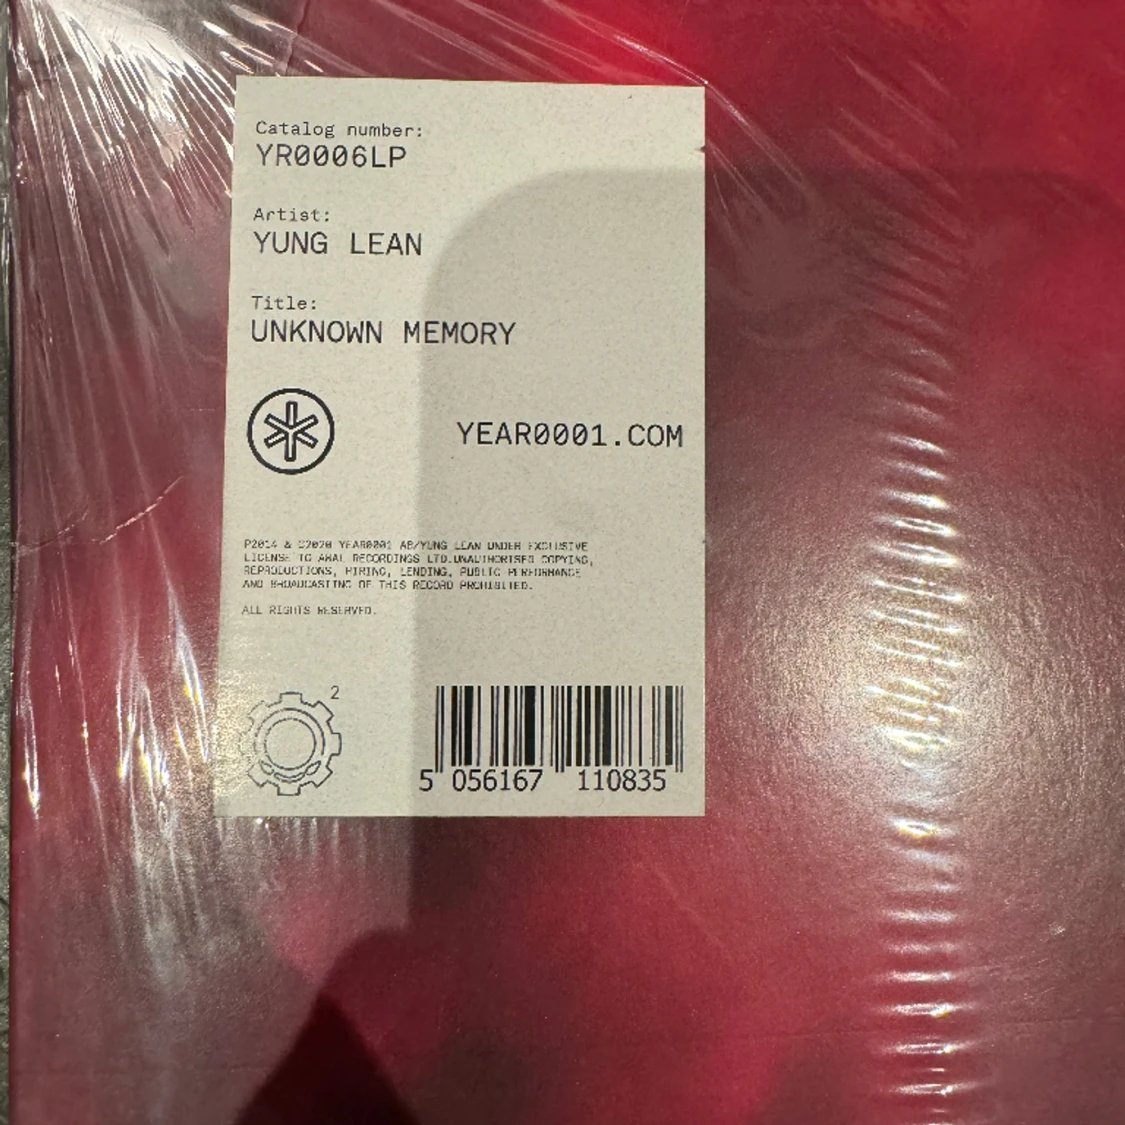 Catalog number:
YR0006LP
Artist:
YUNG LEAN
Title:
UNKNOWN MEMORY
YEAR0001.COM
P2014 & C2020 YEAR0001 AB/YUNG LEAN UNDER EXCLUSIVE
LICENSE TO AWAL RECORDINGS LTD.UNAUTHORISED COPYING,
REPRODUCTIONS, HIRING, LENDING, PUBLIC PERFORMANCE
AND BROADCASTING OF THIS RECORD PROHIBITED.
ALL RIGHTS RESERVED.
2
5 056167 110835